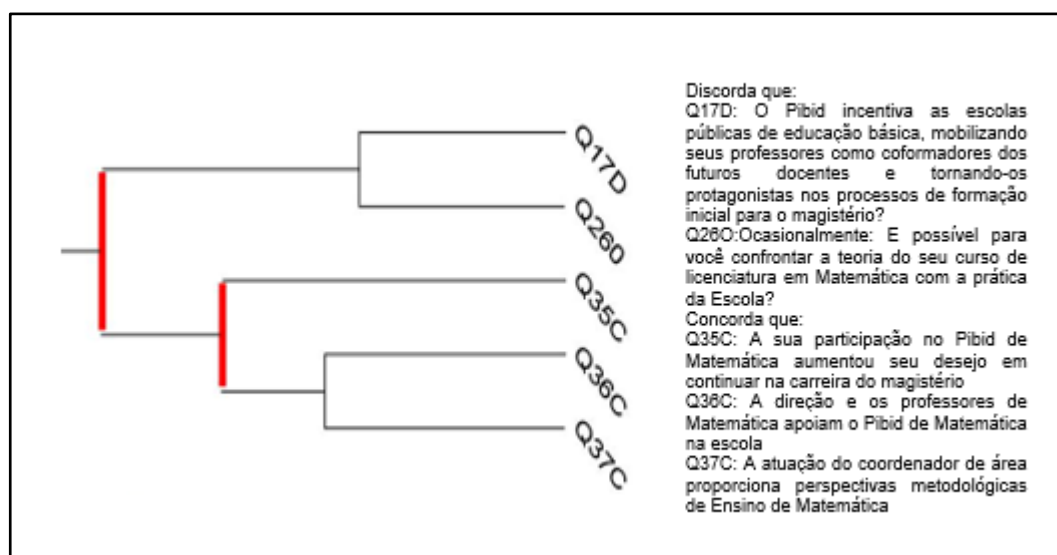 Q17D
Q26O
Q35C
Q36C
Q37C
Discorda que:
Q17D: O Pibid incentiva as escolas
públicas de educação básica, mobilizando
seus professores como coformadores dos
futuros docentes e tornando-os
protagonistas nos processos de formação
inicial para o magistério?
Q26O:Ocasionalmente: E possível para
você confrontar a teoria do seu curso de
licenciatura em Matemática com a prática
da Escola?
Concorda que:
Q35C: A sua participação no Pibid de
Matemática aumentou seu desejo em
continuar na carreira do magistério
Q36C: A direção e os professores de
Matemática apoiam o Pibid de Matemática
na escola
Q37C: A atuação do coordenador de área
proporciona perspectivas metodológicas
de Ensino de Matemática